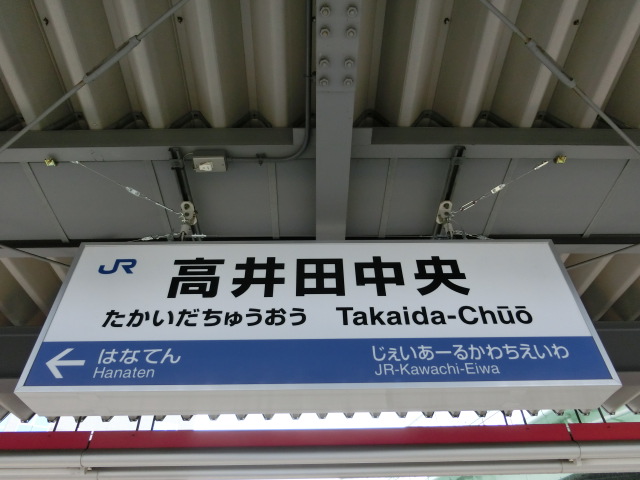 JR 高井田中央
たかいだちゅうおう Takaida-Chūō
← はなてん じぇいあーるかわちえいわ
Hanaten JR-Kawachi-Eiwa